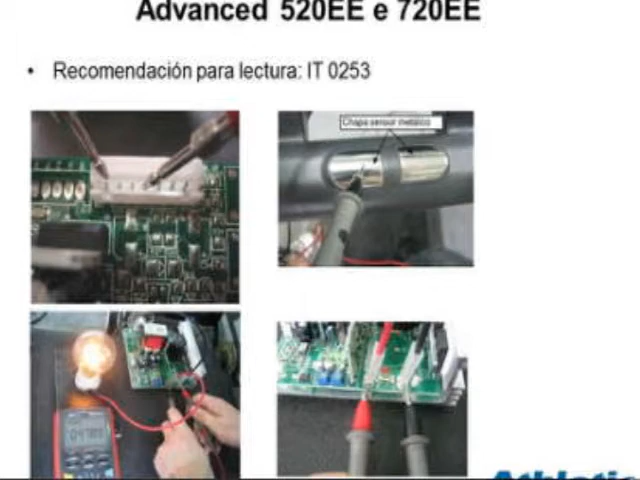 Advanced 520EE e 720EE
• Recomendación para lectura: IT 0253
Chapa sensor metálico